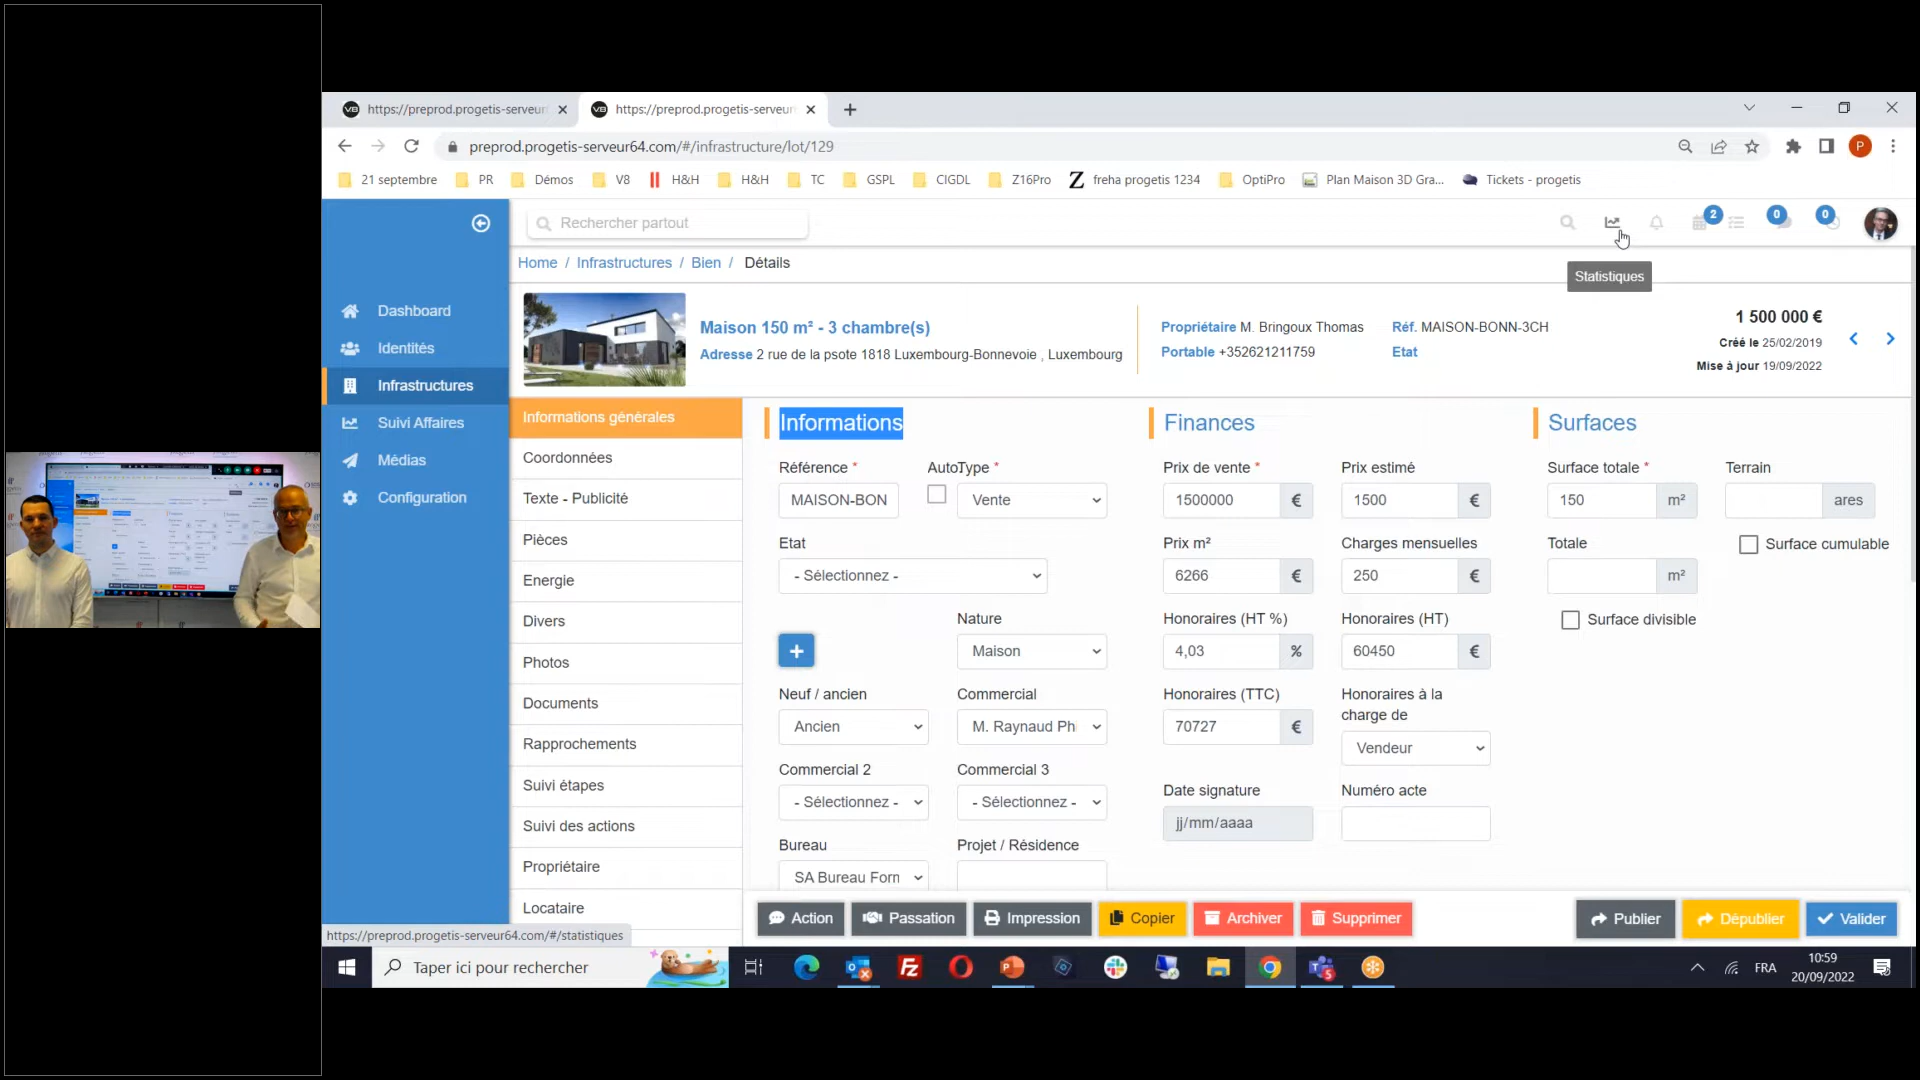 https://preprod.progetis-serveur
https://preprod.progetis-serveur
preprod.progetis-serveur64.com/#/infrastructure/lot/129
P
21 septembre
PR
Démos
V8
H&H
H&H
TC
GSPL
CIGDL
Z16Pro
freha progetis 1234
OptiPro
Plan Maison 3D Gra...
Tickets - progetis
Rechercher partout
2
0
0
Home / Infrastructures / Bien / Détails
Statistiques
Dashboard
Identités
Infrastructures
Suivi Affaires
Médias
Configuration
Maison 150 m² - 3 chambre(s)
Adresse 2 rue de la psote 1818 Luxembourg-Bonnevoie , Luxembourg
Propriétaire M. Bringoux Thomas
Portable +352621211759
Réf. MAISON-BONN-3CH
Etat
1 500 000 €
Créé le 25/02/2019
Mise à jour 19/09/2022
Informations générales
Coordonnées
Texte - Publicité
Pièces
Energie
Divers
Photos
Documents
Rapprochements
Suivi étapes
Suivi des actions
Propriétaire
Locataire
Informations
Référence *
AutoType *
MAISON-BON
Vente
Etat
- Sélectionnez -
Nature
+
Maison
Neuf / ancien
Commercial
Ancien
M. Raynaud Ph
Commercial 2
Commercial 3
- Sélectionnez -
- Sélectionnez -
Bureau
Projet / Résidence
SA Bureau Forn
Finances
Prix de vente *
Prix estimé
1500000 €
1500 €
Prix m²
Charges mensuelles
6266 €
250 €
Honoraires (HT %)
Honoraires (HT)
4,03 %
60450 €
Honoraires (TTC)
Honoraires à la
charge de
70727 €
Vendeur
Date signature
Numéro acte
jj/mm/aaaa
Surfaces
Surface totale *
Terrain
150 m²
ares
Totale
Surface cumulable
m²
Surface divisible
Action
Passation
Impression
Copier
Archiver
Supprimer
Publier
Dépublier
Valider
https://preprod.progetis-serveur64.com/#/statistiques
Taper ici pour rechercher
FRA
10:59
20/09/2022